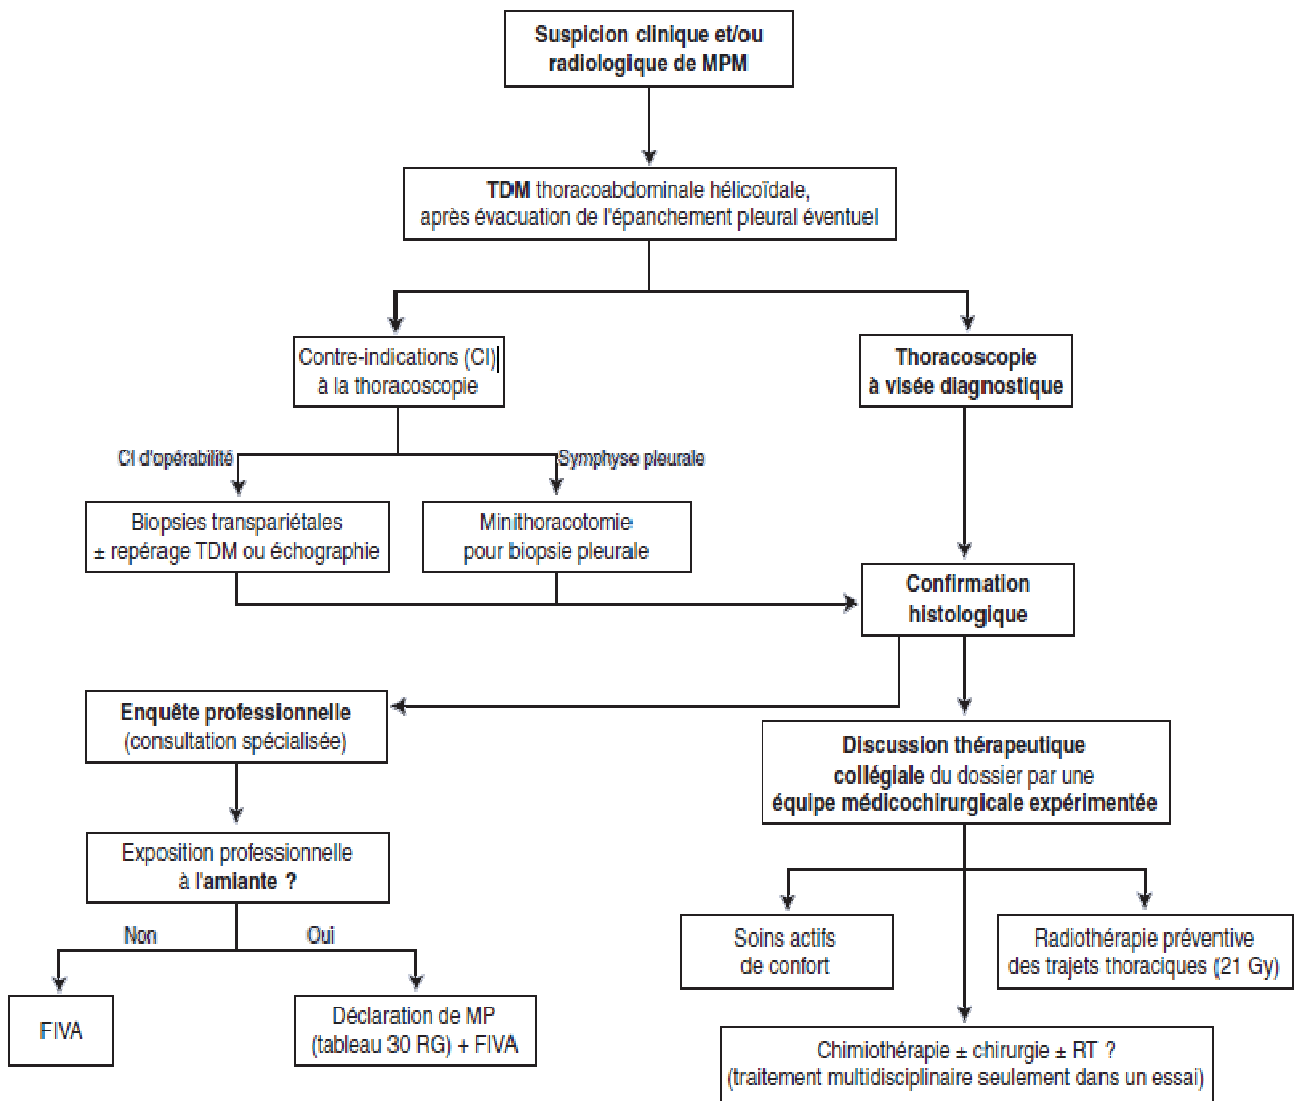 Suspicion clinique et/ou
radiologique de MPM
TDM thoracoabdominale hélicoïdale,
après évacuation de l'épanchement pleural éventuel
Contre-indications (CI)
à la thoracoscopie
Thoracoscopie
à visée diagnostique
CI d'opérabilité
Symphyse pleurale
Biopsies transpariétales
± repérage TDM ou échographie
Minithoracotomie
pour biopsie pleurale
Confirmation
histologique
Enquête professionnelle
(consultation spécialisée)
Discussion thérapeutique
collégiale du dossier par une
équipe médicochirurgicale expérimentée
Exposition professionnelle
à l'amiante ?
Non
Oui
Soins actifs
de confort
Radiothérapie préventive
des trajets thoraciques (21 Gy)
FIVA
Déclaration de MP
(tableau 30 RG) + FIVA
Chimiothérapie ± chirurgie ± RT ?
(traitement multidisciplinaire seulement dans un essai)